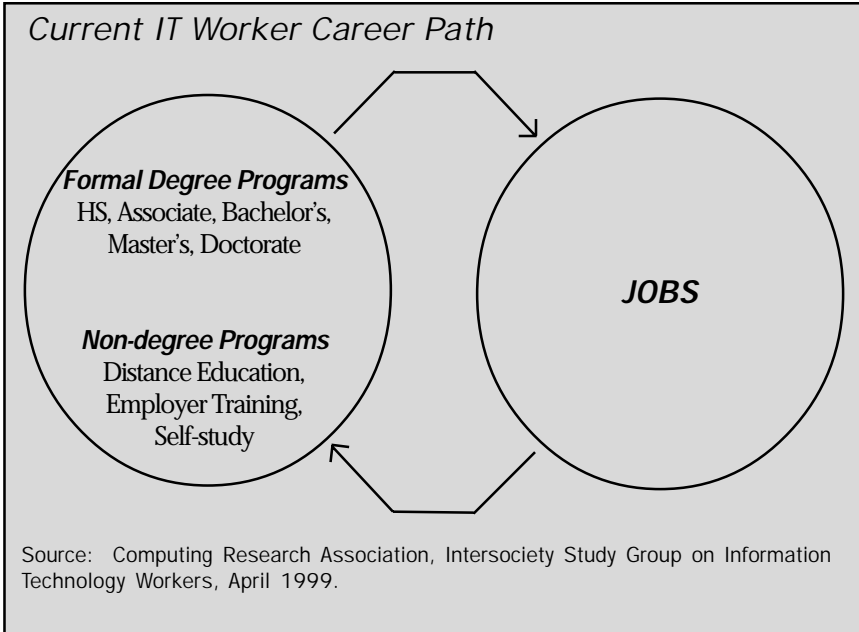 Current IT Worker Career Path
Formal Degree Programs
HS, Associate, Bachelor's,
Master's, Doctorate
Non-degree Programs
Distance Education,
Employer Training,
Self-study
JOBS
Source: Computing Research Association, Intersociety Study Group on Information
Technology Workers, April 1999.